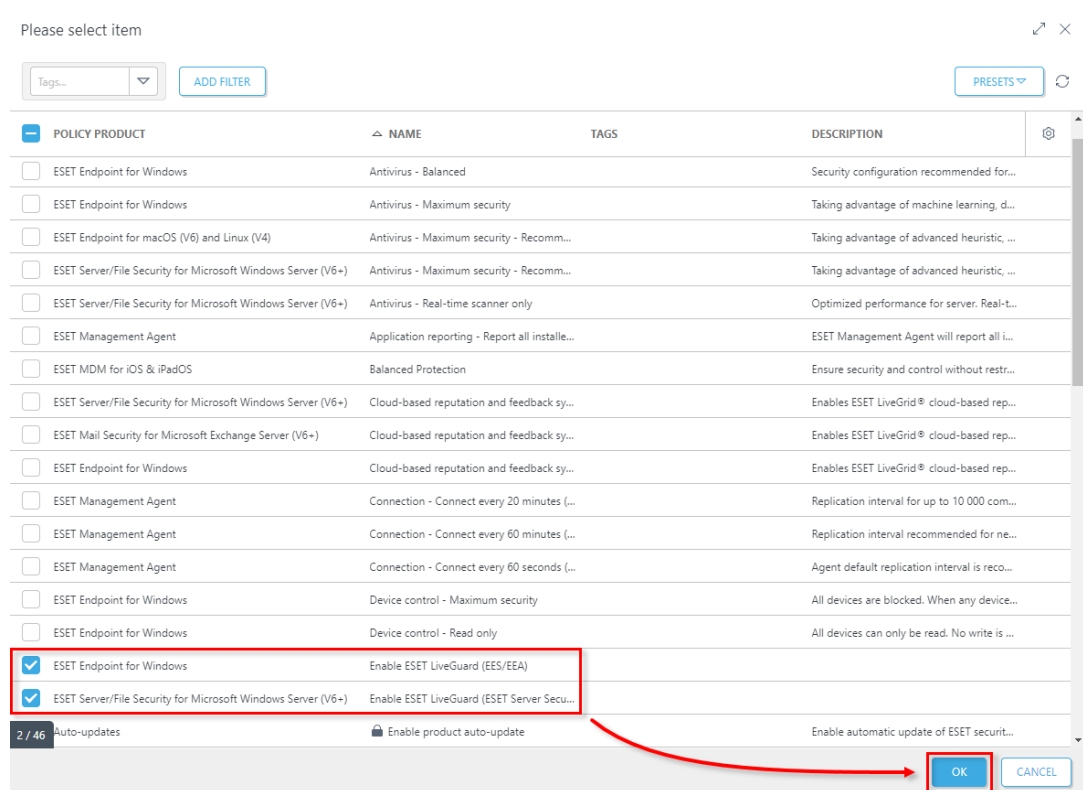 Please select item
Tags...
ADD FILTER
PRESETS
POLICY PRODUCT NAME TAGS DESCRIPTION
ESET Endpoint for Windows Antivirus - Balanced Security configuration recommended for...
ESET Endpoint for Windows Antivirus - Maximum security Taking advantage of machine learning, d...
ESET Endpoint for macOS (V6) and Linux (V4) Antivirus - Maximum security - Recomm... Taking advantage of advanced heuristic, ...
ESET Server/File Security for Microsoft Windows Server (V6+) Antivirus - Maximum security - Recomm... Taking advantage of advanced heuristic, ...
ESET Server/File Security for Microsoft Windows Server (V6+) Antivirus - Real-time scanner only Optimized performance for server. Real-t...
ESET Management Agent Application reporting - Report all installe... ESET Management Agent will report all i...
ESET MDM for iOS & iPadOS Balanced Protection Ensure security and control without restr...
ESET Server/File Security for Microsoft Windows Server (V6+) Cloud-based reputation and feedback sy... Enables ESET LiveGrid® cloud-based rep...
ESET Mail Security for Microsoft Exchange Server (V6+) Cloud-based reputation and feedback sy... Enables ESET LiveGrid® cloud-based rep...
ESET Endpoint for Windows Cloud-based reputation and feedback sy... Enables ESET LiveGrid® cloud-based rep...
ESET Management Agent Connection - Connect every 20 minutes (... Replication interval for up to 10 000 com...
ESET Management Agent Connection - Connect every 60 minutes (... Replication interval recommended for ne...
ESET Management Agent Connection - Connect every 60 seconds (... Agent default replication interval is reco...
ESET Endpoint for Windows Device control - Maximum security All devices are blocked. When any device...
ESET Endpoint for Windows Device control - Read only All devices can only be read. No write is ...
ESET Endpoint for Windows Enable ESET LiveGuard (EES/EEA)
ESET Server/File Security for Microsoft Windows Server (V6+) Enable ESET LiveGuard (ESET Server Secu...
2 / 46 Auto-updates Enable product auto-update Enable automatic update of ESET securit...
OK CANCEL